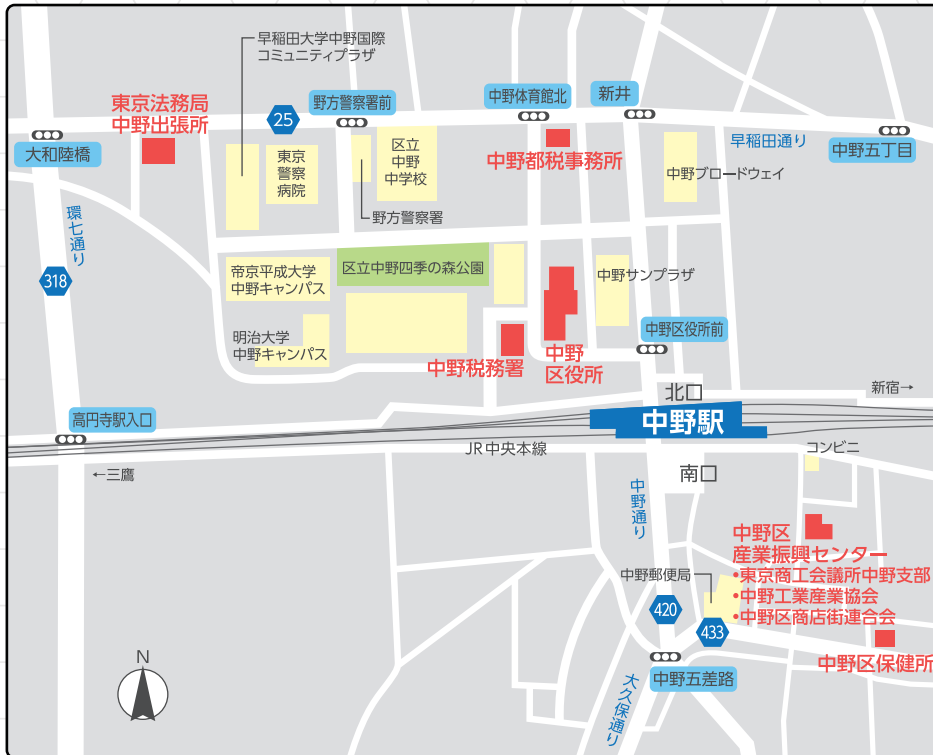 早稲田大学中野国際
コミュニティプラザ
東京法務局
中野出張所
25
野方警察署前
中野体育館北
新井
大和陸橋
早稲田通り
中野五丁目
東京
警察
病院
区立
中野
中学校
中野都税事務所
中野ブロードウェイ
野方警察署
環七通り
318
帝京平成大学
中野キャンパス
区立中野四季の森公園
中野サンプラザ
明治大学
中野キャンパス
中野税務署
中野
区役所
中野区役所前
新宿→
北口
中野駅
高円寺駅入口
JR中央本線
←三鷹
南口
コンビニ
中野通り
中野区
産業振興センター
•東京商工会議所中野支部
•中野工業産業協会
•中野区商店街連合会
中野郵便局
420
433
中野区保健所
中野五差路
大久保通り
N